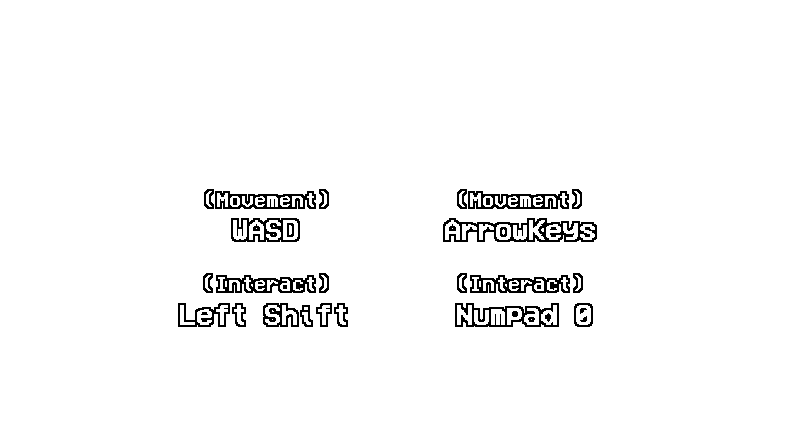 (Movement) (Movement)
WASD ArrowKeys
(Interact) (Interact)
Left Shift Numpad 0